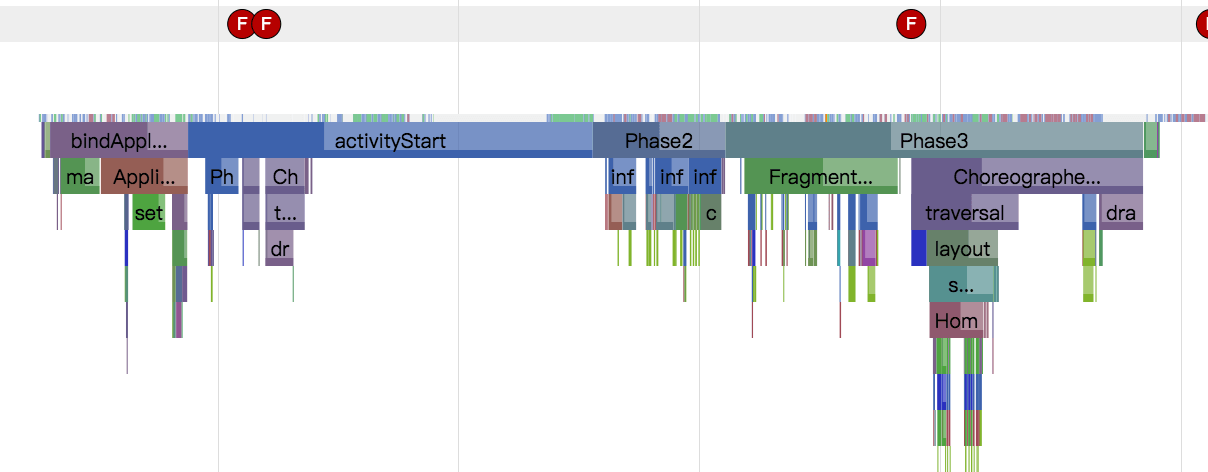 F F F
bindAppl... activityStart Phase2 Phase3
ma Appli... Ph Ch inf inf inf Fragment... Choreographe...
set t... c traversal dra
dr layout
s...
Hom